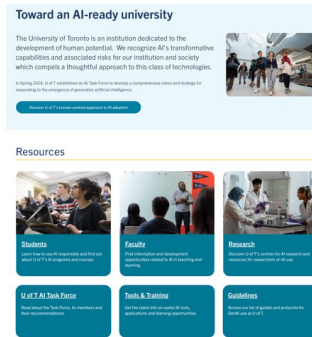 Toward an AI-ready university
The University of Toronto is an institution dedicated to the
development of human potential. We recognize AI's transformative
capabilities and associated risks for our institution and society
which compels a thoughtful approach to this class of technologies.
In Spring 2024, U of T established an AI Task Force to develop a comprehensive vision and strategy for
responding to the emergence of generative artificial intelligence.
Discover U of T's human-centred approach to AI adoption
Resources
Students
Learn how to use AI responsibly and find out
about U of T's AI programs and courses.
Faculty
Find information and development
opportunities related to AI in teaching and
learning.
Research
Discover U of T's centres for AI research and
resources for researchers on AI use.
U of T AI Task Force
Read about the Task Force, its members and
their recommendations.
Tools & Training
Get the latest info on useful AI tools,
applications and learning opportunities.
Guidelines
Access our list of guides and protocols for
GenAI use at U of T.